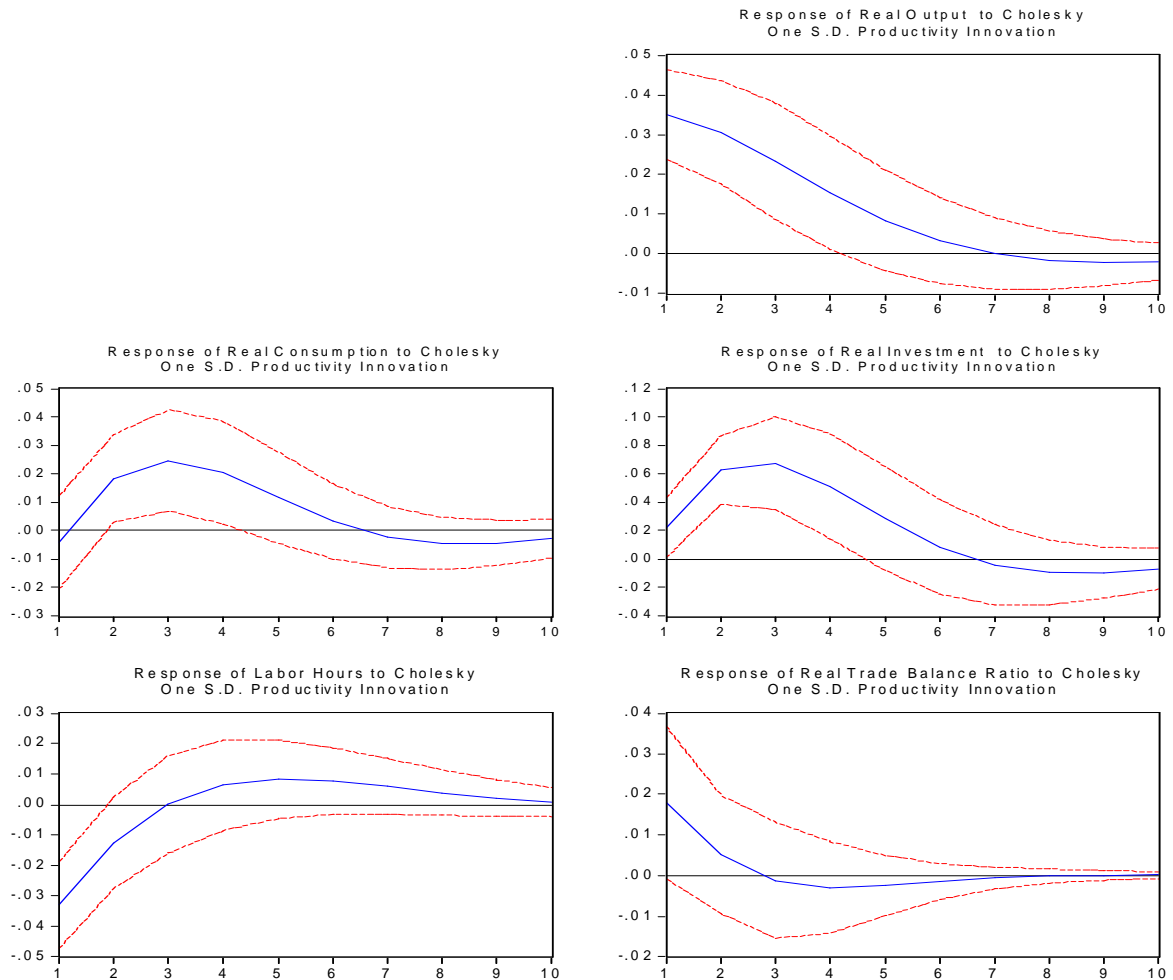 Response of Real Output to Cholesky
One S.D. Productivity Innovation
.05
.04
.03
.02
.01
.00
-.01
1 2 3 4 5 6 7 8 9 10
Response of Real Consumption to Cholesky
One S.D. Productivity Innovation
.05
.04
.03
.02
.01
.00
-.01
-.02
-.03
1 2 3 4 5 6 7 8 9 10
Response of Real Investment to Cholesky
One S.D. Productivity Innovation
.12
.10
.08
.06
.04
.02
.00
-.02
-.04
1 2 3 4 5 6 7 8 9 10
Response of Labor Hours to Cholesky
One S.D. Productivity Innovation
.03
.02
.01
.00
-.01
-.02
-.03
-.04
-.05
1 2 3 4 5 6 7 8 9 10
Response of Real Trade Balance Ratio to Cholesky
One S.D. Productivity Innovation
.04
.03
.02
.01
.00
-.01
-.02
1 2 3 4 5 6 7 8 9 10